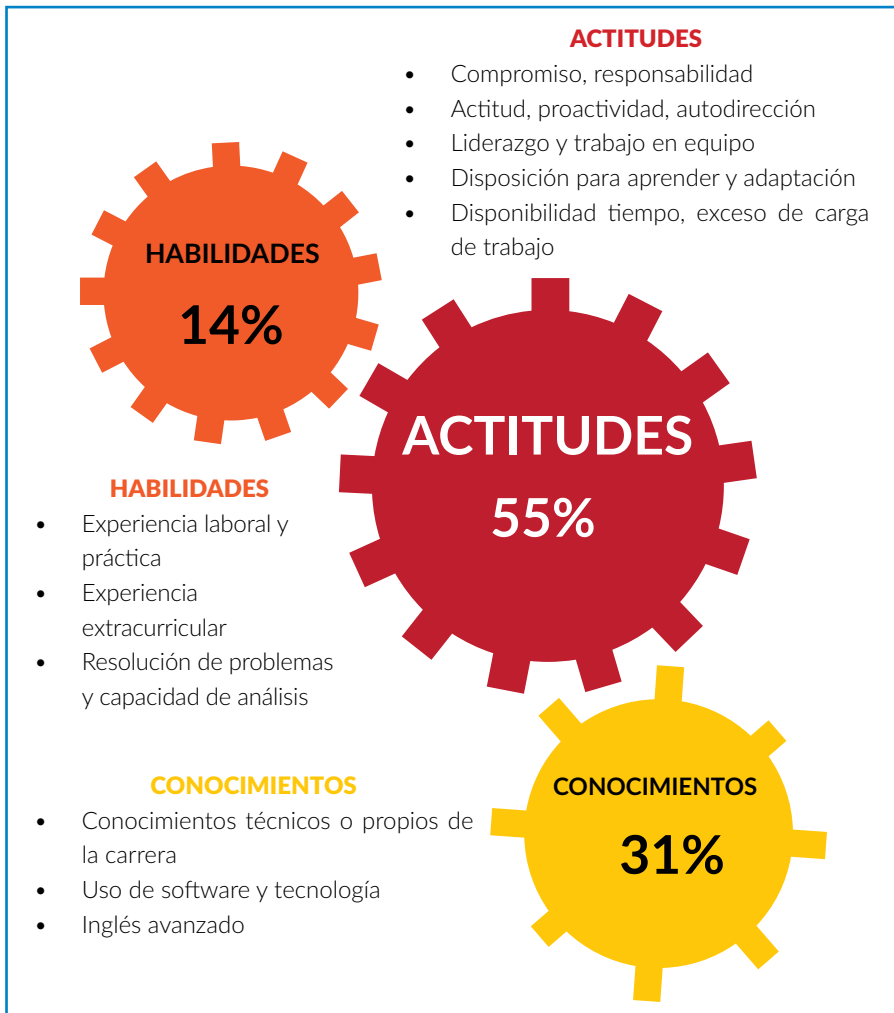 ACTITUDES
• Compromiso, responsabilidad
• Actitud, proactividad, autodirección
• Liderazgo y trabajo en equipo
• Disposición para aprender y adaptación
• Disponibilidad tiempo, exceso de carga
de trabajo
HABILIDADES
14%
ACTITUDES
55%
HABILIDADES
• Experiencia laboral y
práctica
• Experiencia
extracurricular
• Resolución de problemas
y capacidad de análisis
CONOCIMIENTOS
• Conocimientos técnicos o propios de
la carrera
• Uso de software y tecnología
• Inglés avanzado
CONOCIMIENTOS
31%